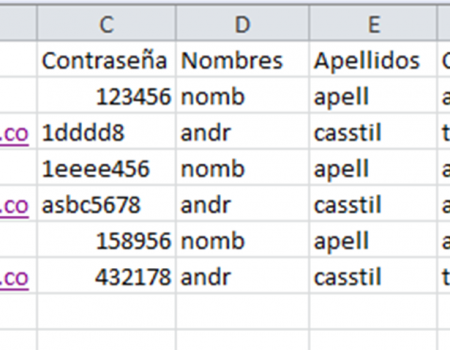 C D E
Contraseña Nombres Apellidos
123456 nomb apell
.co 1dddd8 andr casstil
1eeee456 nomb apell
.co asbc5678 andr casstil
158956 nomb apell
.co 432178 andr casstil